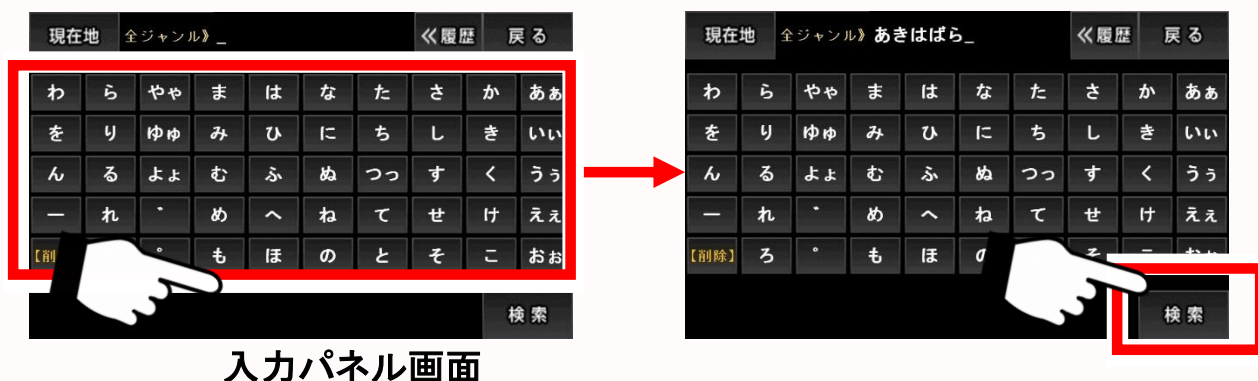 現在地 全ジャンル》_ 《履歴 戻る
わ ら ゃや ま は な た さ か あぁ
を り ゆゅ み ひ に ち し き いぃ
ん る よょ む ふ ぬ つっ す く うぅ
ー れ ゛ め へ ね て せ け えぇ
【削 ゜ も ほ の と そ こ おぉ
検索
入力パネル画面
現在地 全ジャンル》あきはばら_ 《履歴 戻る
わ ら やゃ ま は な た さ か あぁ
を り ゆゅ み ひ に ち し き いぃ
ん る よょ む ふ ぬ つっ す く うぅ
ー れ ゛ め へ ね て せ け えぇ
【削除】 ろ ゜ も ほ
検索